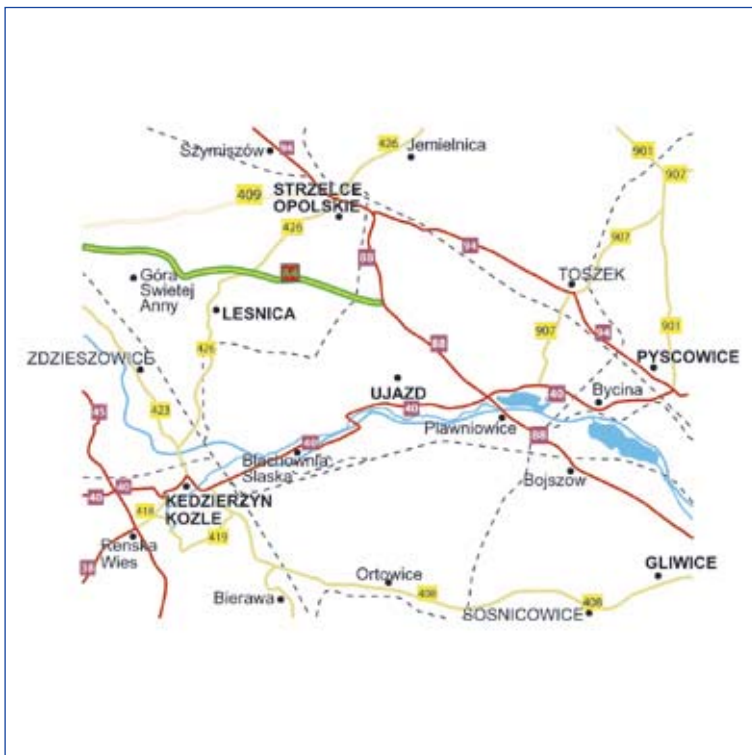 94
Szymiszów
426
Jemielnica
901
907
STRZELCE
OPOLSKIE
409
426
907
94
88
Góra
Swietej
Anny
TOSZEK
LESNICA
88
907
94
901
426
ZDZIESZOWICE
PYSCOWICE
UJAZD
40
Bycina
45
423
40
Plawniowice
88
40
Blachownia
Slaska
Bojszów
40
40
KEDZIERZYN
KOZLE
418
419
Renska
Wies
38
GLIWICE
Ortowice
408
Bierawa
SOSNICOWICE
408